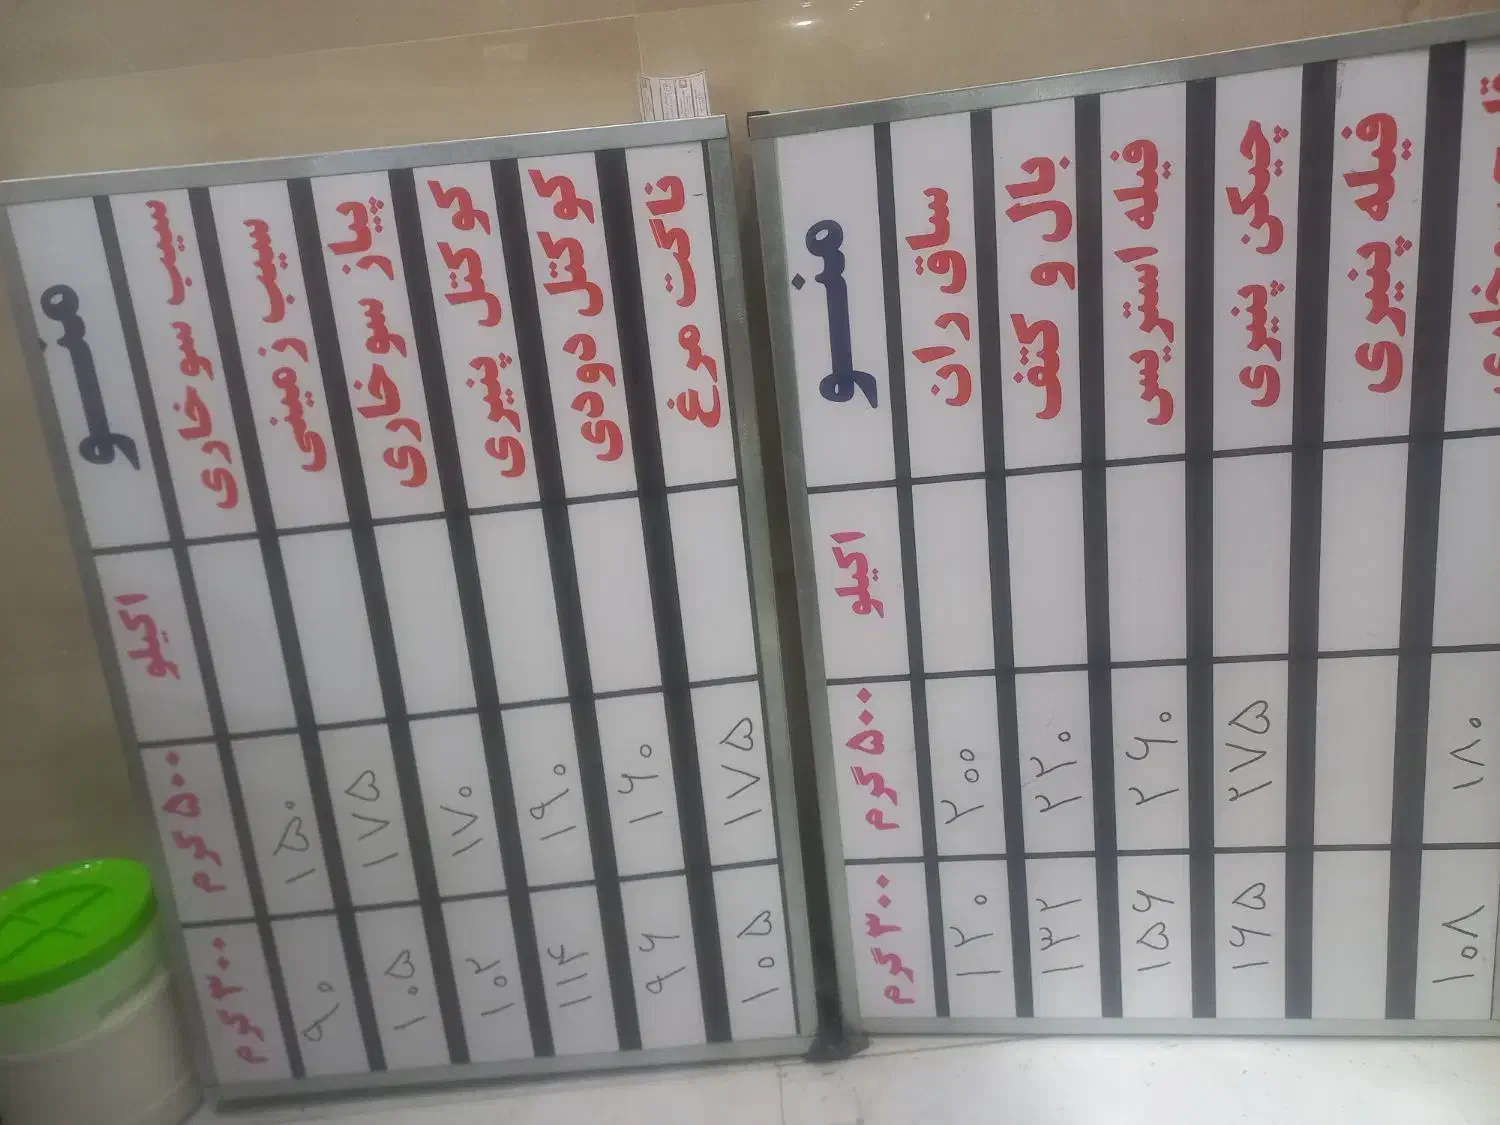 منو ۱کیلو ۵۰۰ گرم ۳۰۰ گرم
سیب سوخاری ۱۵۰ ۹۰
سیب زمینی ۱۷۵ ۱۰۵
پیاز سوخاری ۱۷۰ ۱۰۲
کوکتل پنیری ۱۹۰ ۱۱۴
کوکتل دودی ۱۶۰ ۹۶
ناگت مرغ ۱۷۵ ۱۰۵
منو ۱کیلو ۵۰۰ گرم ۳۰۰ گرم
ساق ران ۲۰۰ ۱۲۰
بال و کتف ۲۲۰ ۱۳۲
فیله استریس ۲۶۰ ۱۵۶
چیکن پنیری ۲۷۵ ۱۶۵
فیله پنیری
۱۸۰ ۱۰۸